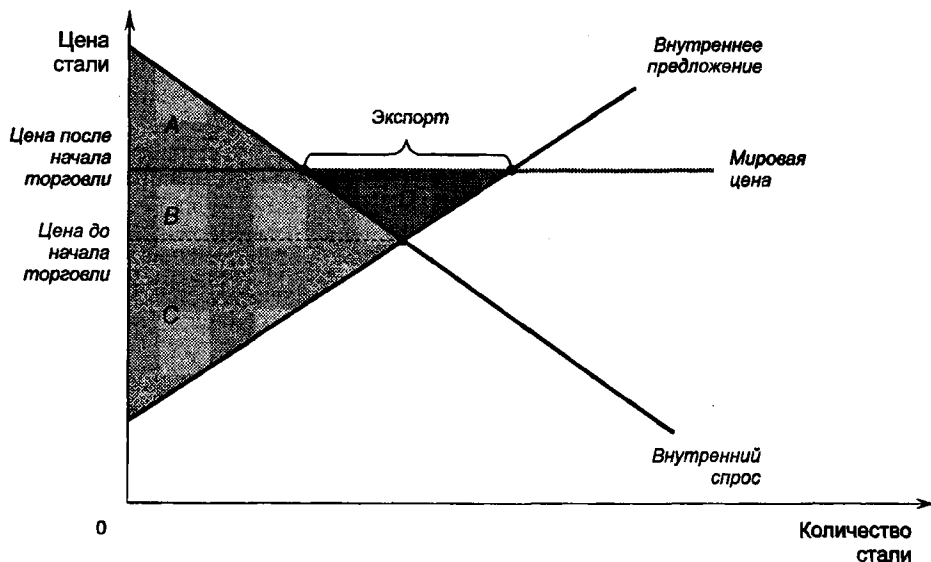 Цена
стали
Внутреннее
предложение
A
Экспорт
Цена после
начала
торговли
Мировая
цена
B
D
Цена до
начала
торговли
C
Внутренний
спрос
0
Количество
стали